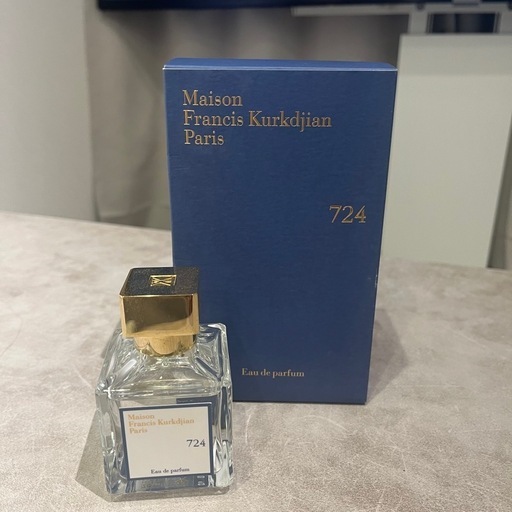 Maison
Francis Kurkdjian
Paris
724
Eau de parfum
Maison
Francis Kurkdjian
Paris
724
Eau de parfum